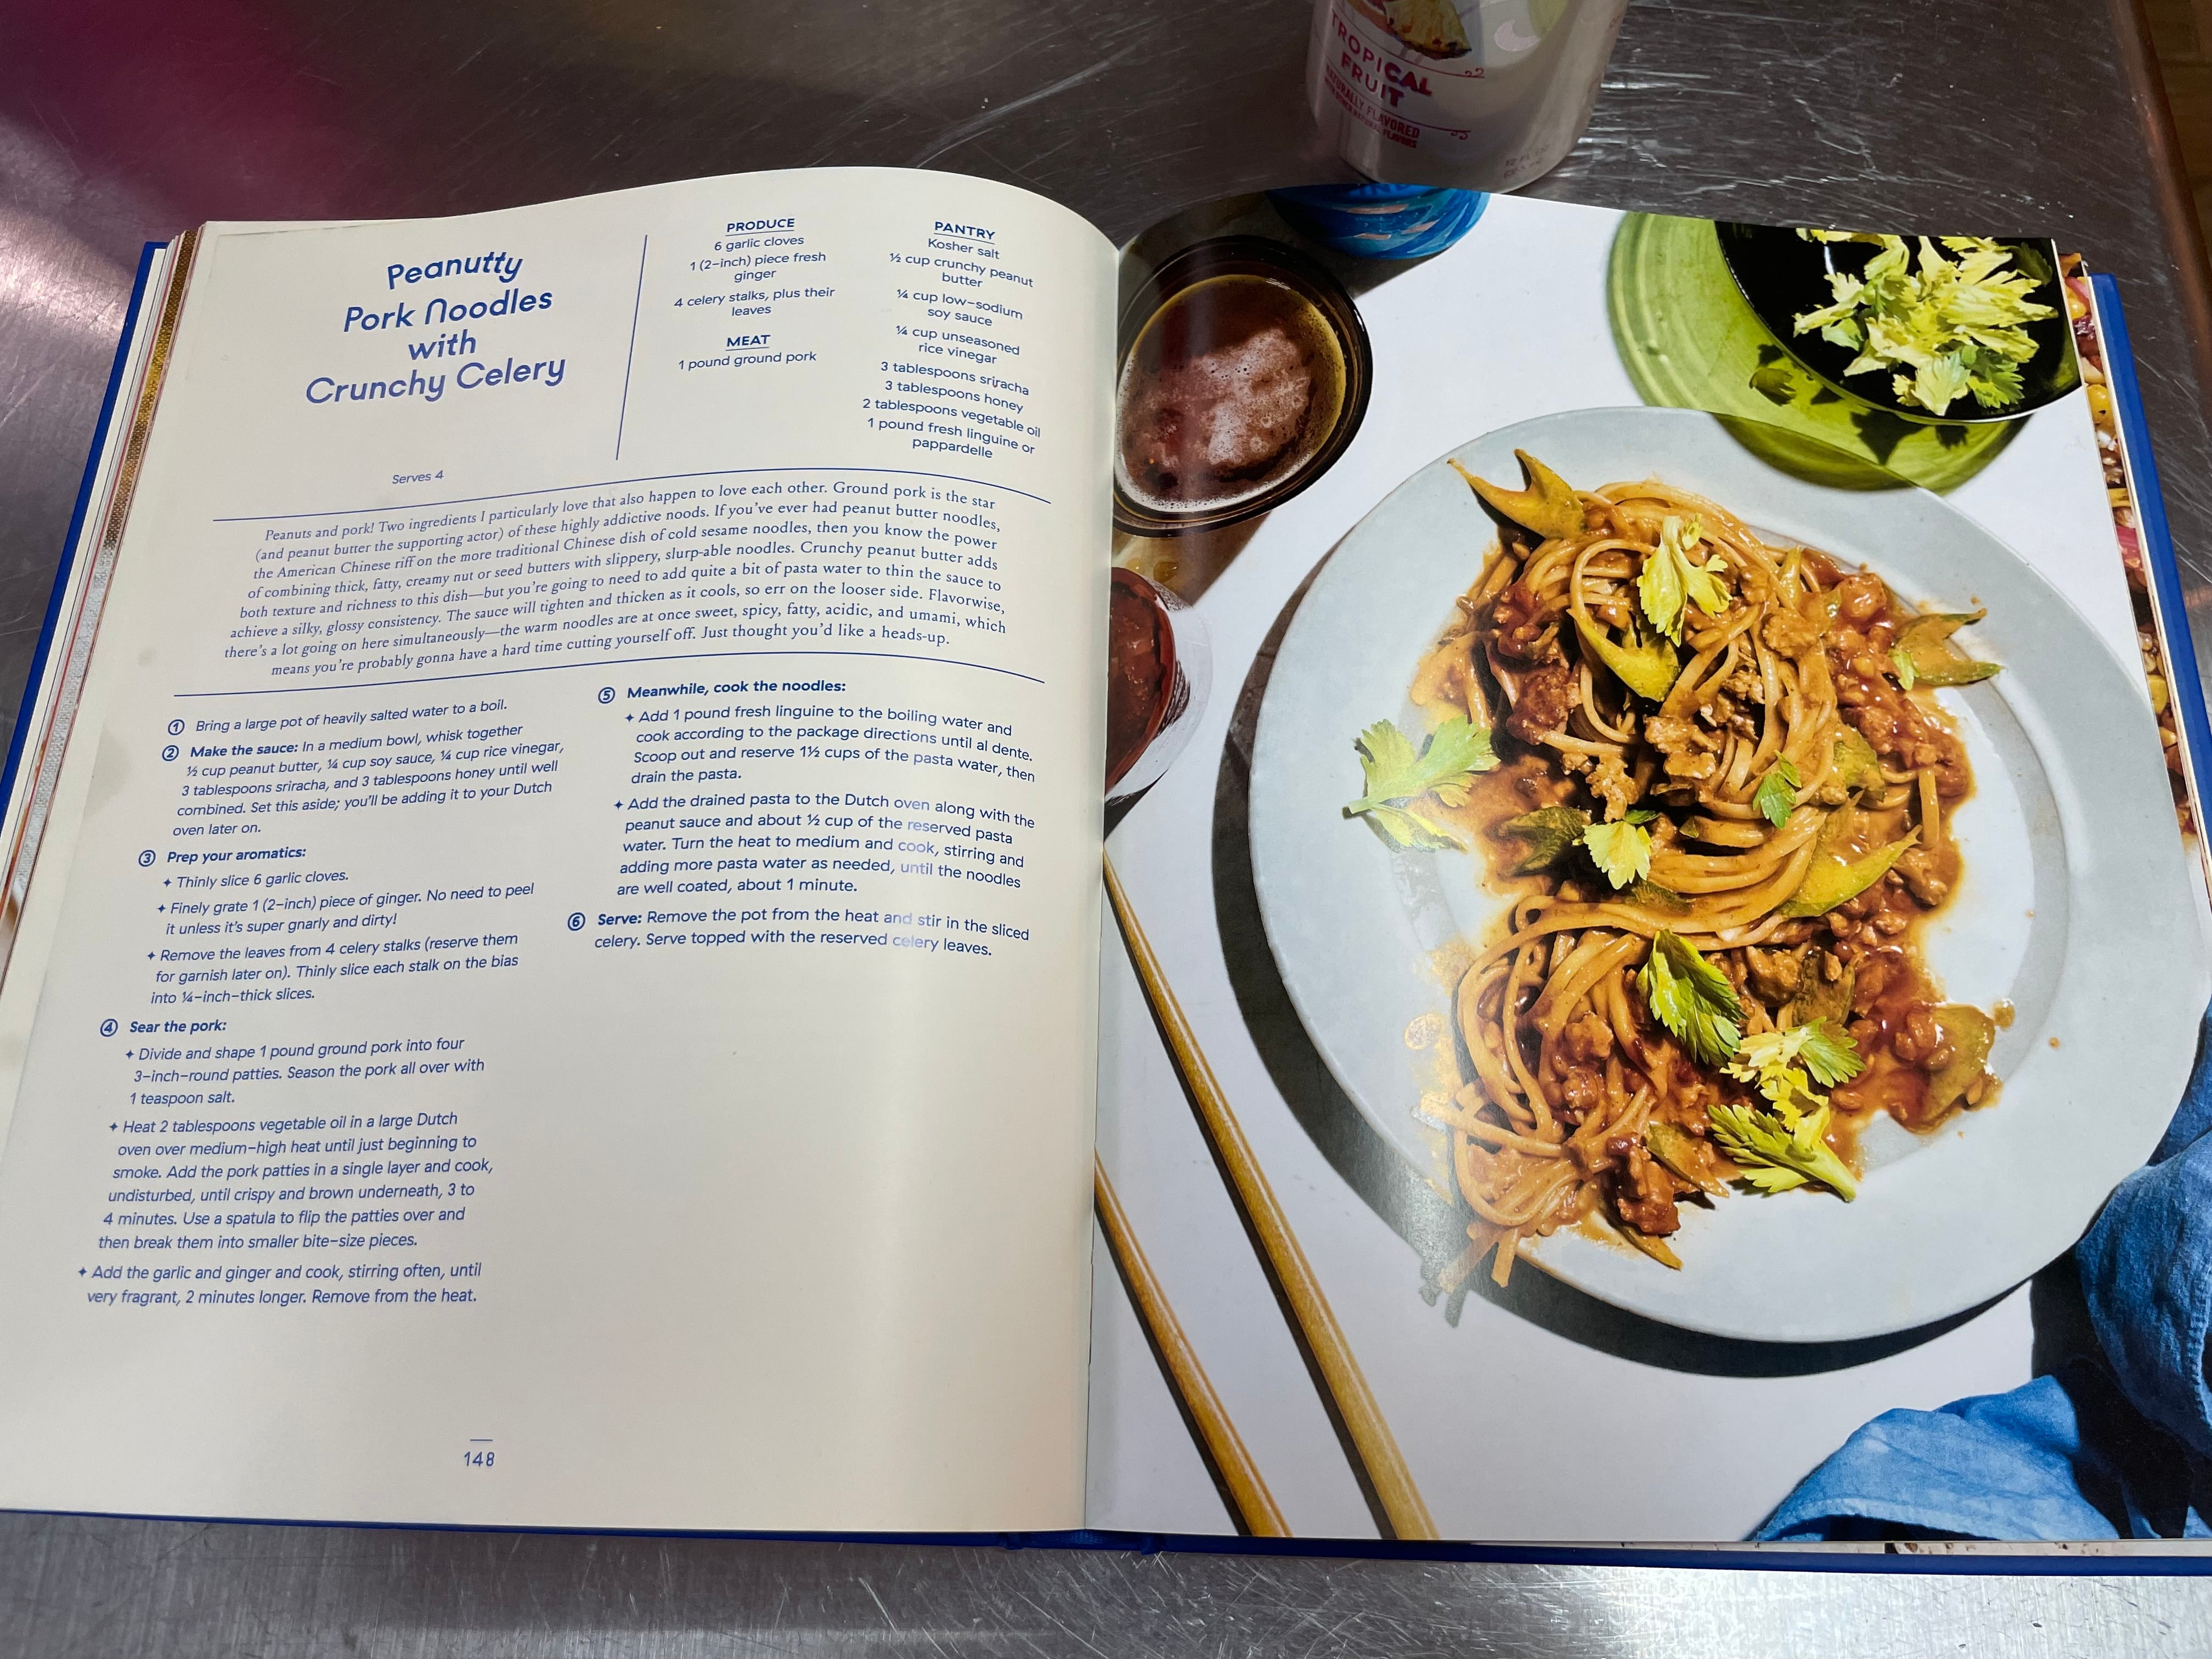 TROPICAL
FRUIT
NATURALLY FLAVORED
Peanutty
Pork Noodles
with
Crunchy Celery
Serves 4
PRODUCE
6 garlic cloves
1 (2-inch) piece fresh
ginger
4 celery stalks, plus their
leaves
MEAT
1 pound ground pork
PANTRY
Kosher salt
½ cup crunchy peanut
butter
¼ cup low-sodium
soy sauce
¼ cup unseasoned
rice vinegar
3 tablespoons sriracha
3 tablespoons honey
2 tablespoons vegetable oil
1 pound fresh linguine or
pappardelle
Peanuts and pork! Two ingredients I particularly love that also happen to love each other. Ground pork is the star
(and peanut butter the supporting actor) of these highly addictive noods. If you've ever had peanut butter noodles,
the American Chinese riff on the more traditional Chinese dish of cold sesame noodles, then you know the power
of combining thick, fatty, creamy nut or seed butters with slippery, slurp-able noodles. Crunchy peanut butter adds
both texture and richness to this dish—but you're going to need to add quite a bit of pasta water to thin the sauce to
achieve a silky, glossy consistency. The sauce will tighten and thicken as it cools, so err on the looser side. Flavorwise,
there's a lot going on here simultaneously—the warm noodles are at once sweet, spicy, fatty, acidic, and umami, which
means you're probably gonna have a hard time cutting yourself off. Just thought you'd like a heads-up.
① Bring a large pot of heavily salted water to a boil.
② Make the sauce: In a medium bowl, whisk together
½ cup peanut butter, ¼ cup soy sauce, ¼ cup rice vinegar,
3 tablespoons sriracha, and 3 tablespoons honey until well
combined. Set this aside; you'll be adding it to your Dutch
oven later on.
③ Prep your aromatics:
✦ Thinly slice 6 garlic cloves.
✦ Finely grate 1 (2-inch) piece of ginger. No need to peel
it unless it's super gnarly and dirty!
✦ Remove the leaves from 4 celery stalks (reserve them
for garnish later on). Thinly slice each stalk on the bias
into ¼-inch-thick slices.
④ Sear the pork:
✦ Divide and shape 1 pound ground pork into four
3-inch-round patties. Season the pork all over with
1 teaspoon salt.
✦ Heat 2 tablespoons vegetable oil in a large Dutch
oven over medium-high heat until just beginning to
smoke. Add the pork patties in a single layer and cook,
undisturbed, until crispy and brown underneath, 3 to
4 minutes. Use a spatula to flip the patties over and
then break them into smaller bite-size pieces.
✦ Add the garlic and ginger and cook, stirring often, until
very fragrant, 2 minutes longer. Remove from the heat.
⑤ Meanwhile, cook the noodles:
✦ Add 1 pound fresh linguine to the boiling water and
cook according to the package directions until al dente.
Scoop out and reserve 1½ cups of the pasta water, then
drain the pasta.
✦ Add the drained pasta to the Dutch oven along with the
peanut sauce and about ½ cup of the reserved pasta
water. Turn the heat to medium and cook, stirring and
adding more pasta water as needed, until the noodles
are well coated, about 1 minute.
⑥ Serve: Remove the pot from the heat and stir in the sliced
celery. Serve topped with the reserved celery leaves.
148